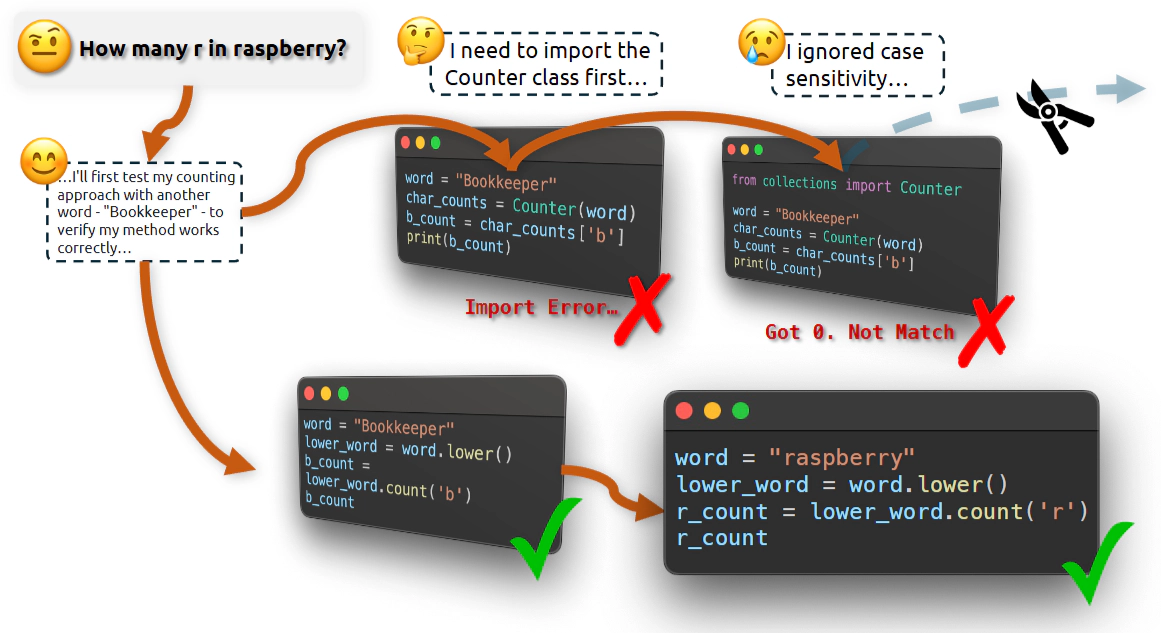 How many r in raspberry?
I need to import the
Counter class first...
I ignored case
sensitivity...
...I'll first test my counting
approach with another
word - "Bookkeeper" - to
verify my method works
correctly...
word = "Bookkeeper"
char_counts = Counter(word)
b_count = char_counts['b']
print(b_count)
Import Error…
from collections import Counter
word = "Bookkeeper"
char_counts = Counter(word)
b_count = char_counts['b']
print(b_count)
Got 0. Not Match
word = "Bookkeeper"
lower_word = word.lower()
b_count =
lower_word.count('b')
b_count
word = "raspberry"
lower_word = word.lower()
r_count = lower_word.count('r')
r_count